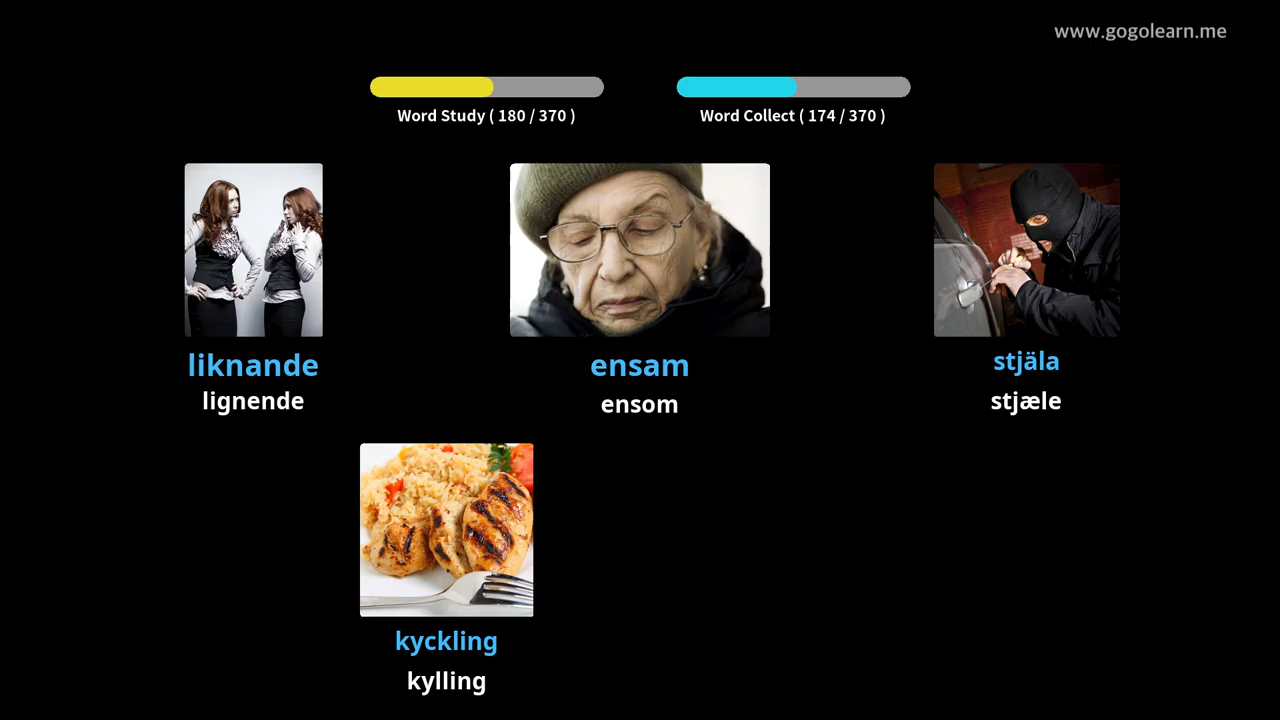 www.gogolearn.me
Word Study ( 180 / 370 )
Word Collect ( 174 / 370 )
liknande
lignende
ensam
ensom
stjäla
stjæle
kyckling
kylling